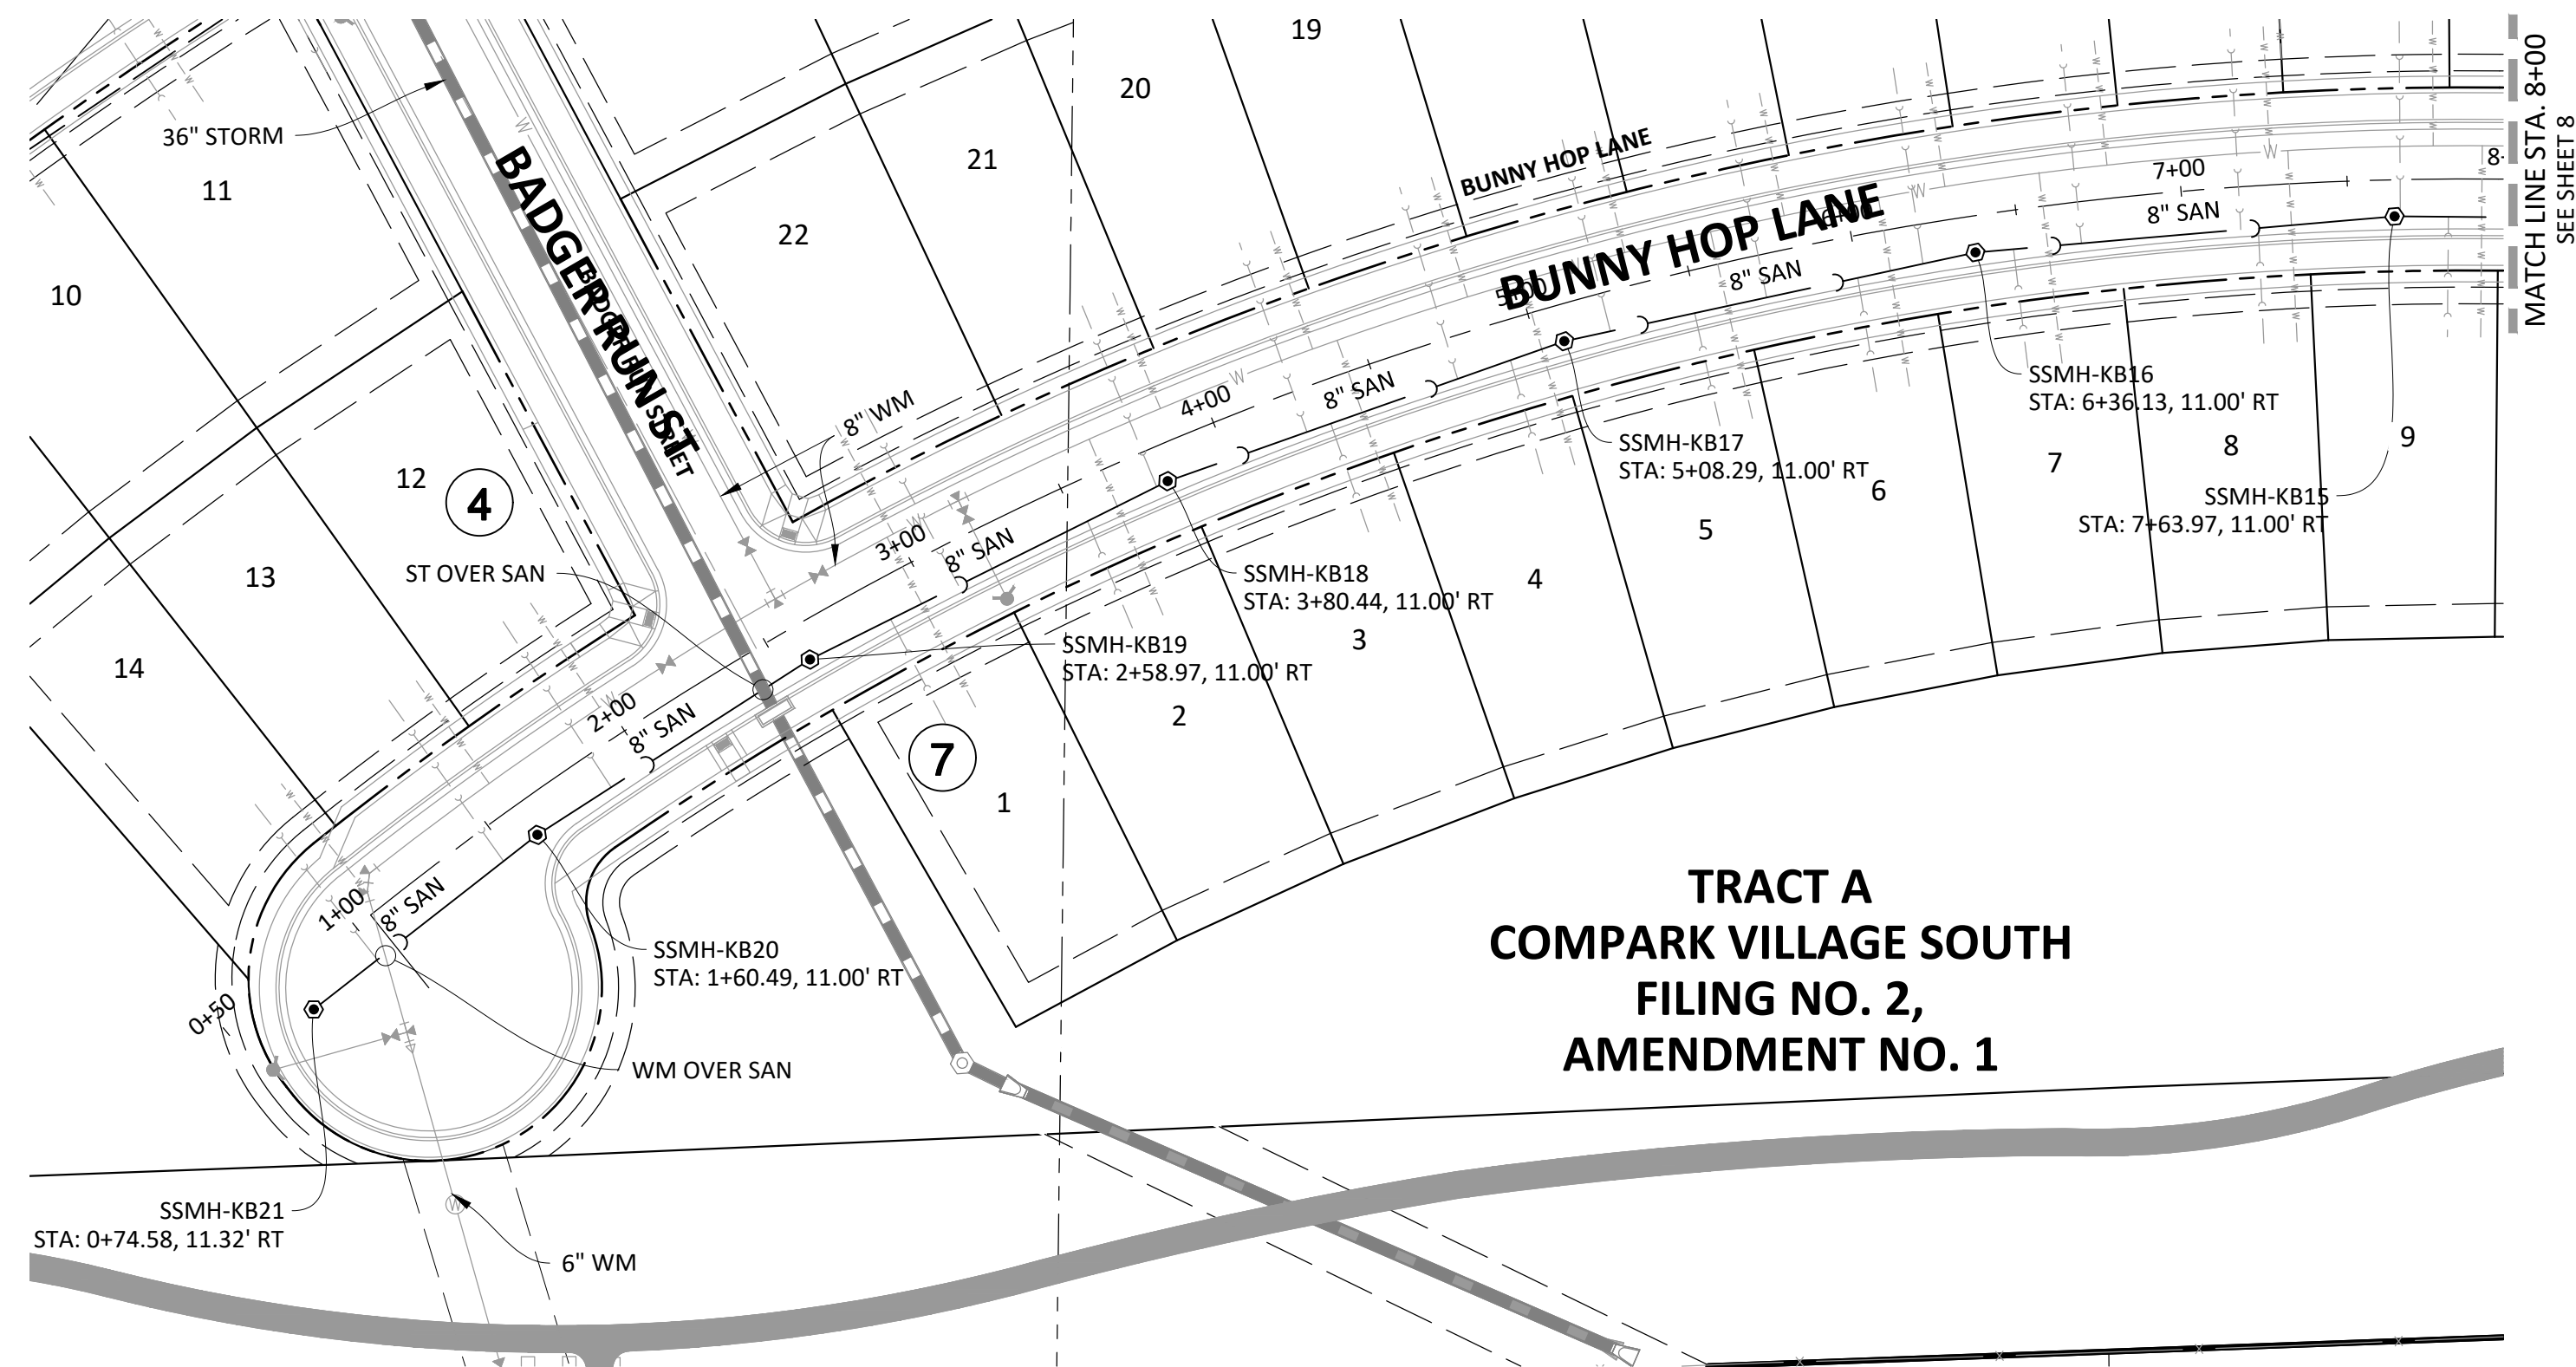 19
20
21
22
36" STORM
11
10
BADGER RUN ST
BUNNY HOP LANE
BUNNY HOP LANE
MATCH LINE STA. 8+00
SEE SHEET 8
7+00
8" SAN
8" SAN
8" SAN
4+00
8" WM
3+00
8" SAN
12
4
13
14
ST OVER SAN
SSMH-KB16
STA: 6+36.13, 11.00' RT
SSMH-KB17
STA: 5+08.29, 11.00' RT
SSMH-KB15
STA: 7+63.97, 11.00' RT
SSMH-KB18
STA: 3+80.44, 11.00' RT
SSMH-KB19
STA: 2+58.97, 11.00' RT
9
8
7
6
5
4
3
2
1
7
2+00
8" SAN
1+00
8" SAN
0+50
SSMH-KB20
STA: 1+60.49, 11.00' RT
WM OVER SAN
SSMH-KB21
STA: 0+74.58, 11.32' RT
6" WM
TRACT A
COMPARK VILLAGE SOUTH
FILING NO. 2,
AMENDMENT NO. 1